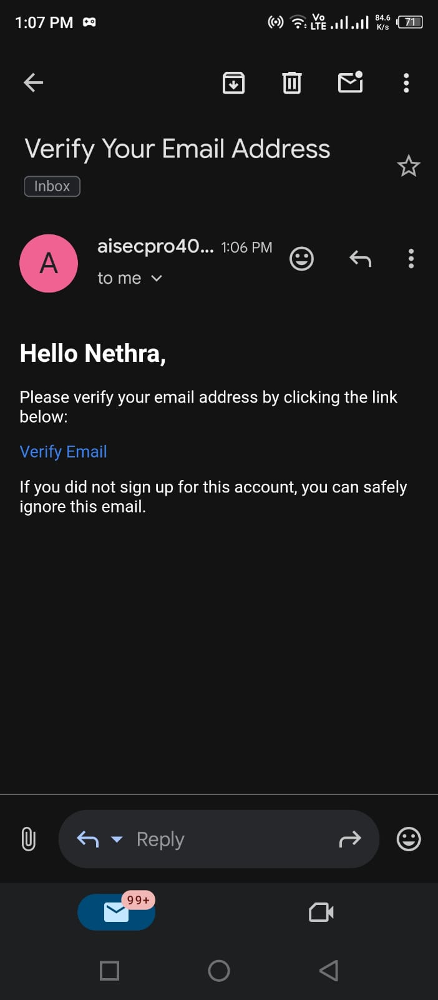 1:07 PM
Vo
LTE
84.6
K/s
71
Verify Your Email Address
Inbox
A
aisecpro40... 1:06 PM
to me
Hello Nethra,
Please verify your email address by clicking the link
below:
Verify Email
If you did not sign up for this account, you can safely
ignore this email.
Reply
99+